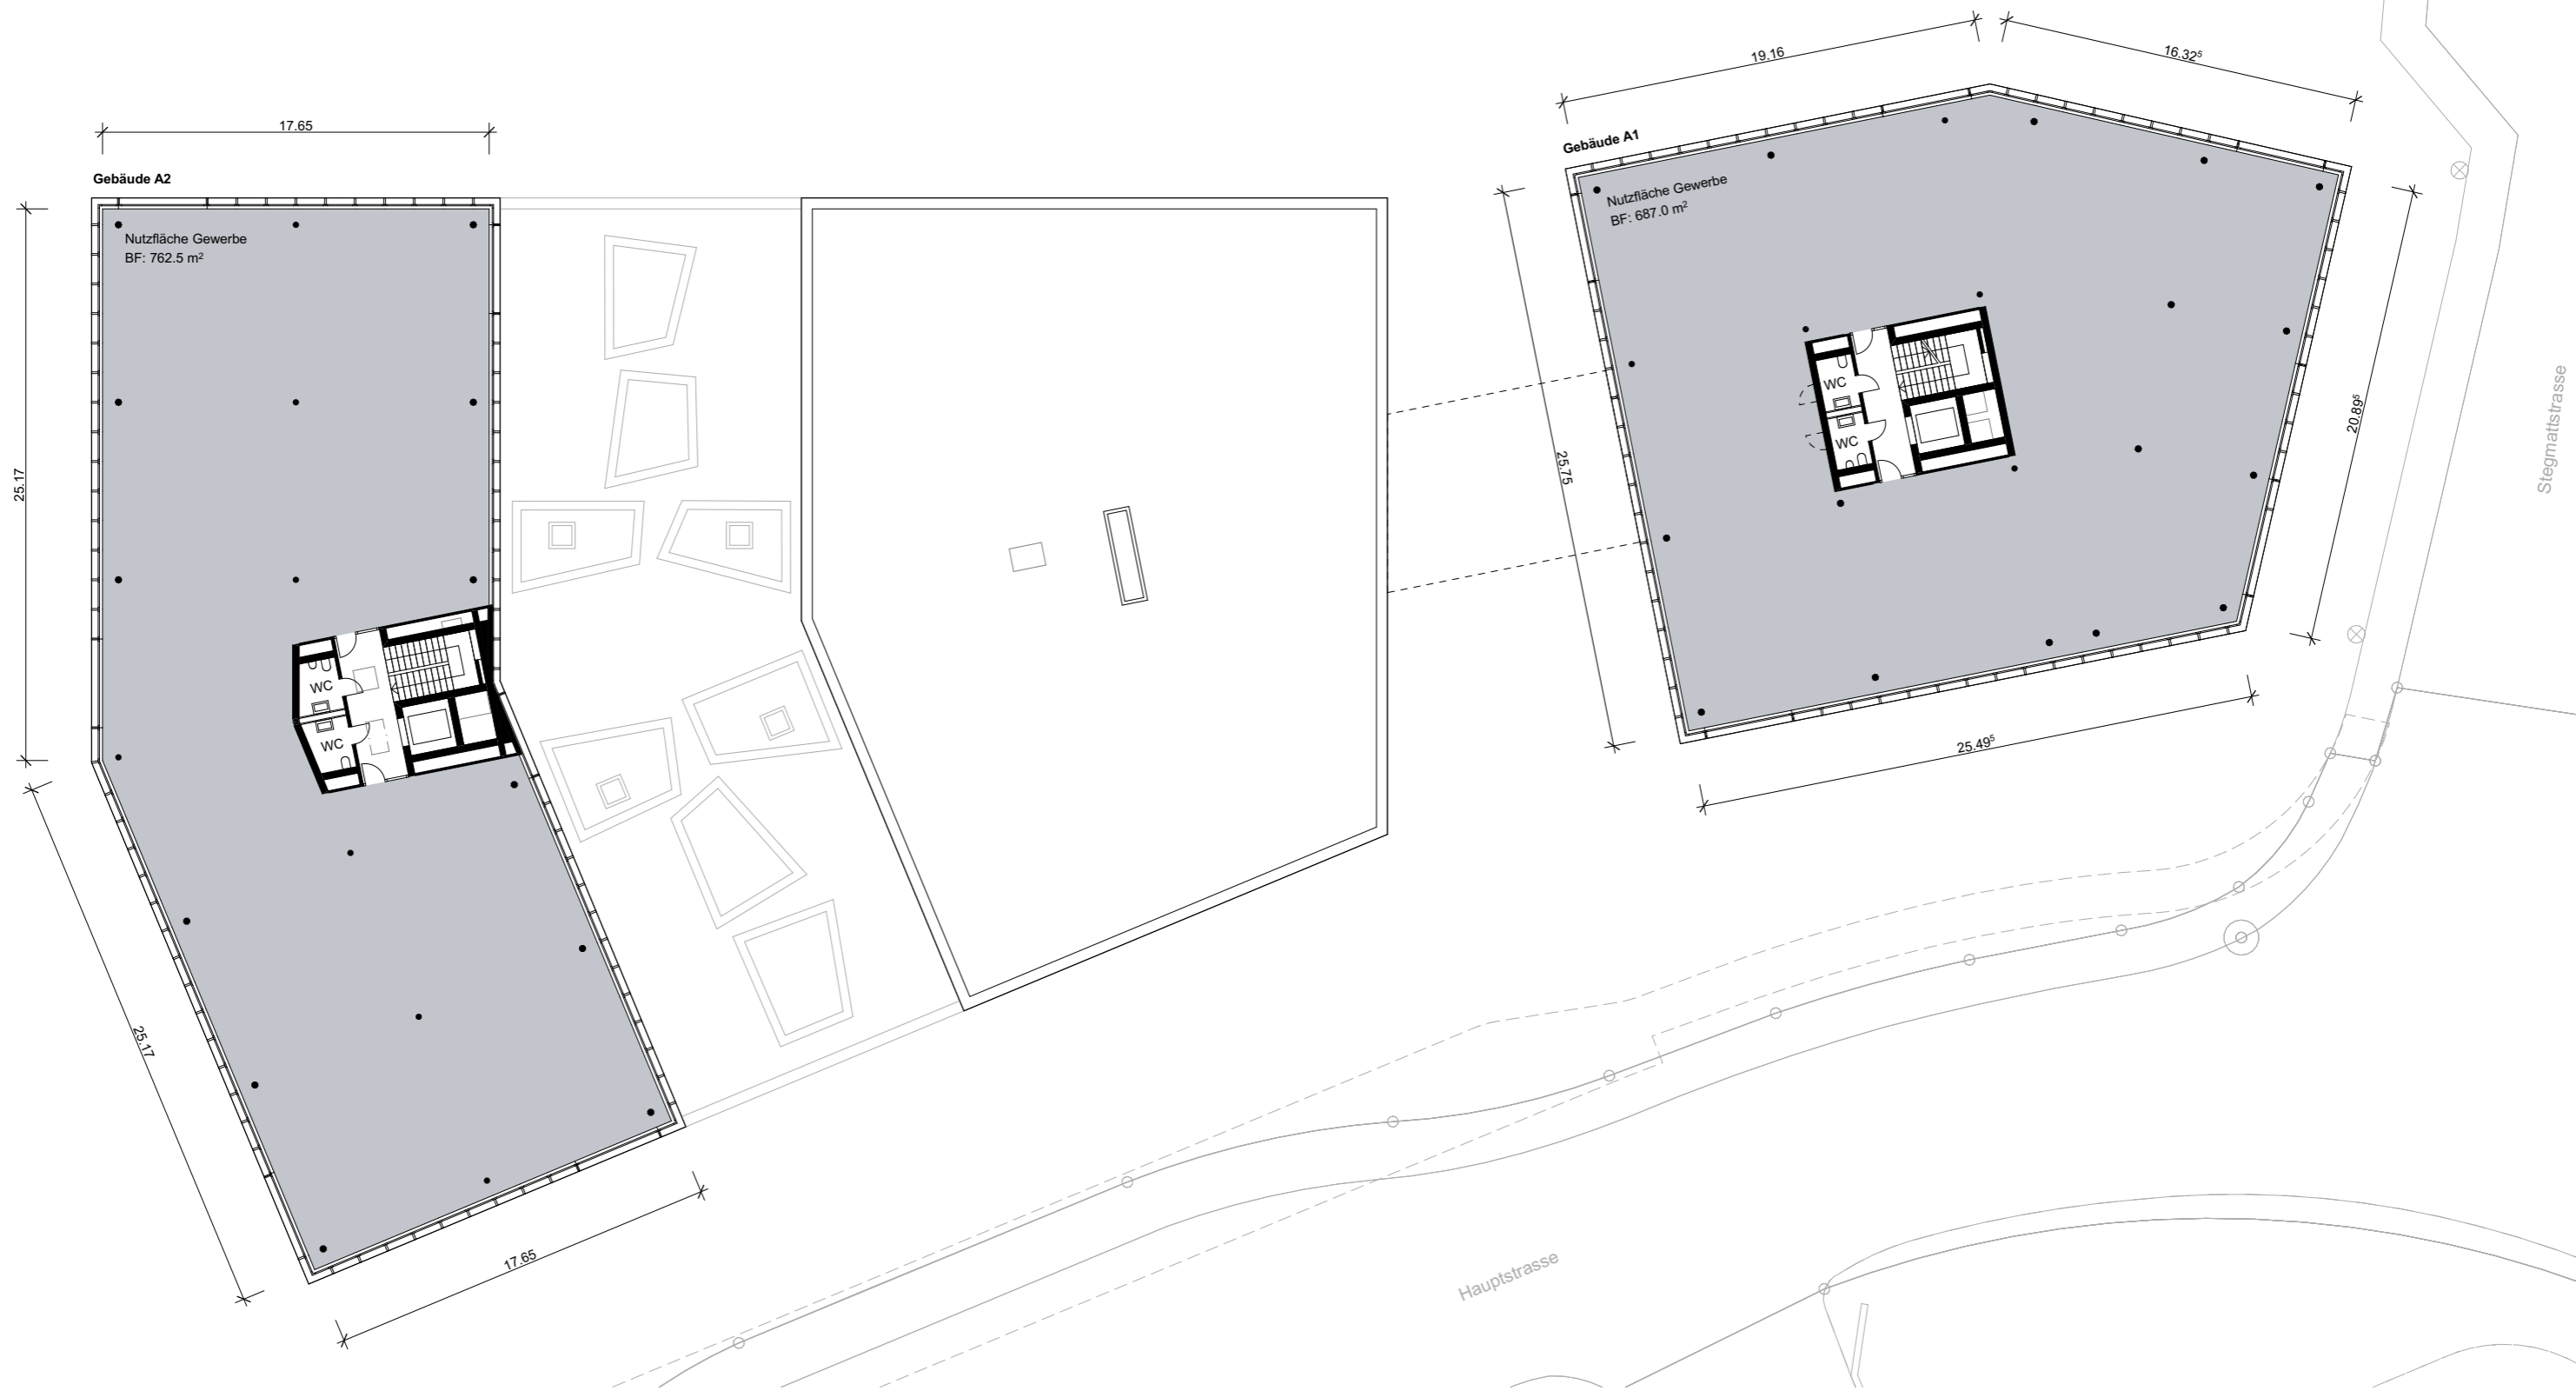 17.65
Gebäude A2
Nutzfläche Gewerbe
BF: 762.5 m²
25.17
WC
WC
25.17
17.65
19.16
16.32⁵
Gebäude A1
Nutzfläche Gewerbe
BF: 687.0 m²
25.75
WC
WC
20.89⁵
25.49⁵
Stegmattstrasse
Hauptstrasse